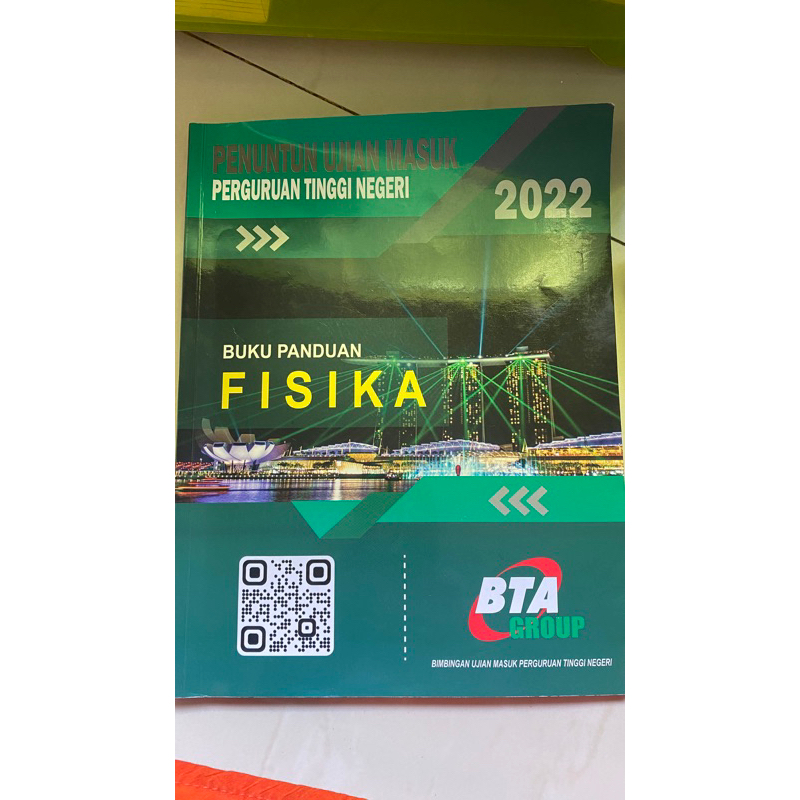 PENUNTUN UJIAN MASUK
PERGURUAN TINGGI NEGERI
2022
BUKU PANDUAN
FISIKA
BTA
GROUP
BIMBINGAN UJIAN MASUK PERGURUAN TINGGI NEGERI